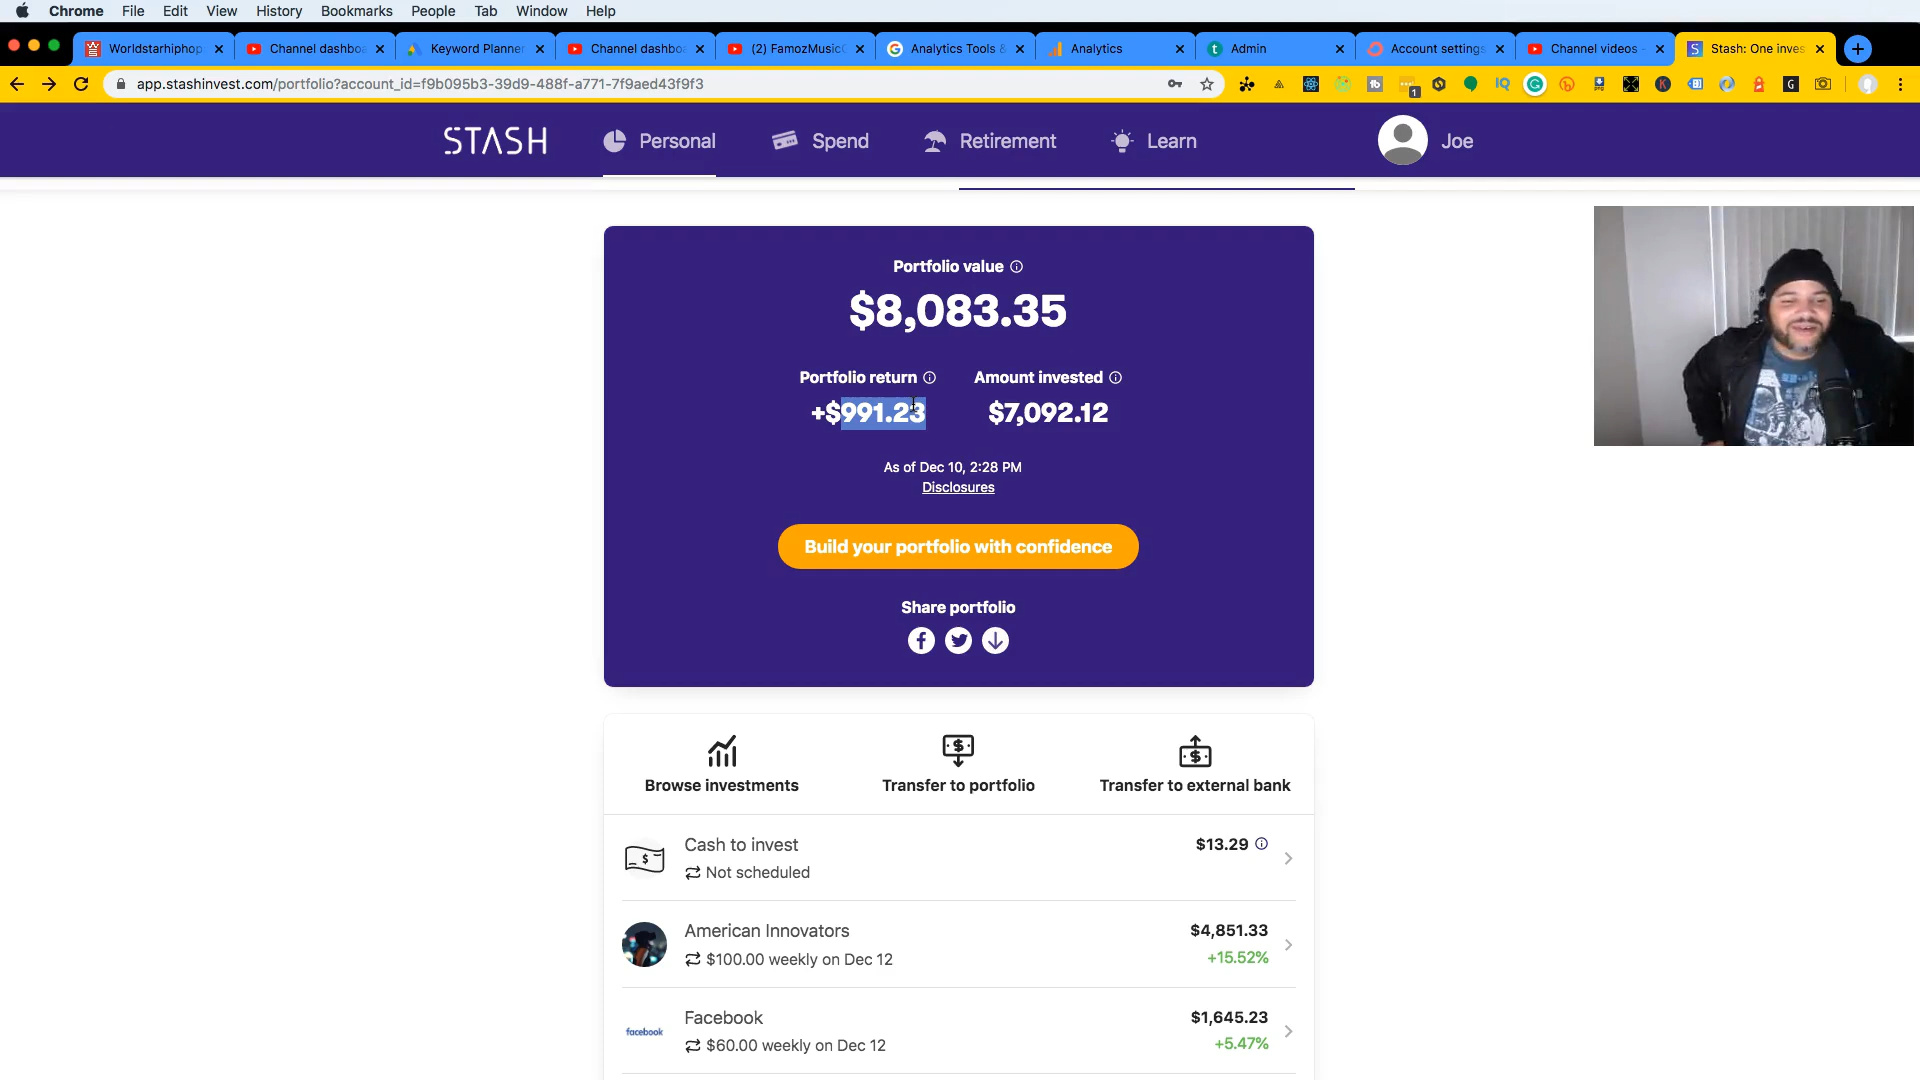 Chrome File Edit View History Bookmarks People Tab Window Help
Worldstarhiphop Channel dashboa Keyword Planner Channel dashboa (2) FamozMusic Analytics Tools & Analytics Admin Account settings Channel videos - Stash: One inves
app.stashinvest.com/portfolio?account_id=f9b095b3-39d9-488f-a771-7f9aed43f9f3
STASH Personal Spend Retirement Learn Joe
Portfolio value
$8,083.35
Portfolio return Amount invested
+$991.23 $7,092.12
As of Dec 10, 2:28 PM
Disclosures
Build your portfolio with confidence
Share portfolio
Browse investments Transfer to portfolio Transfer to external bank
Cash to invest $13.29
Not scheduled
American Innovators $4,851.33
$100.00 weekly on Dec 12 +15.52%
Facebook $1,645.23
facebook
$60.00 weekly on Dec 12 +5.47%